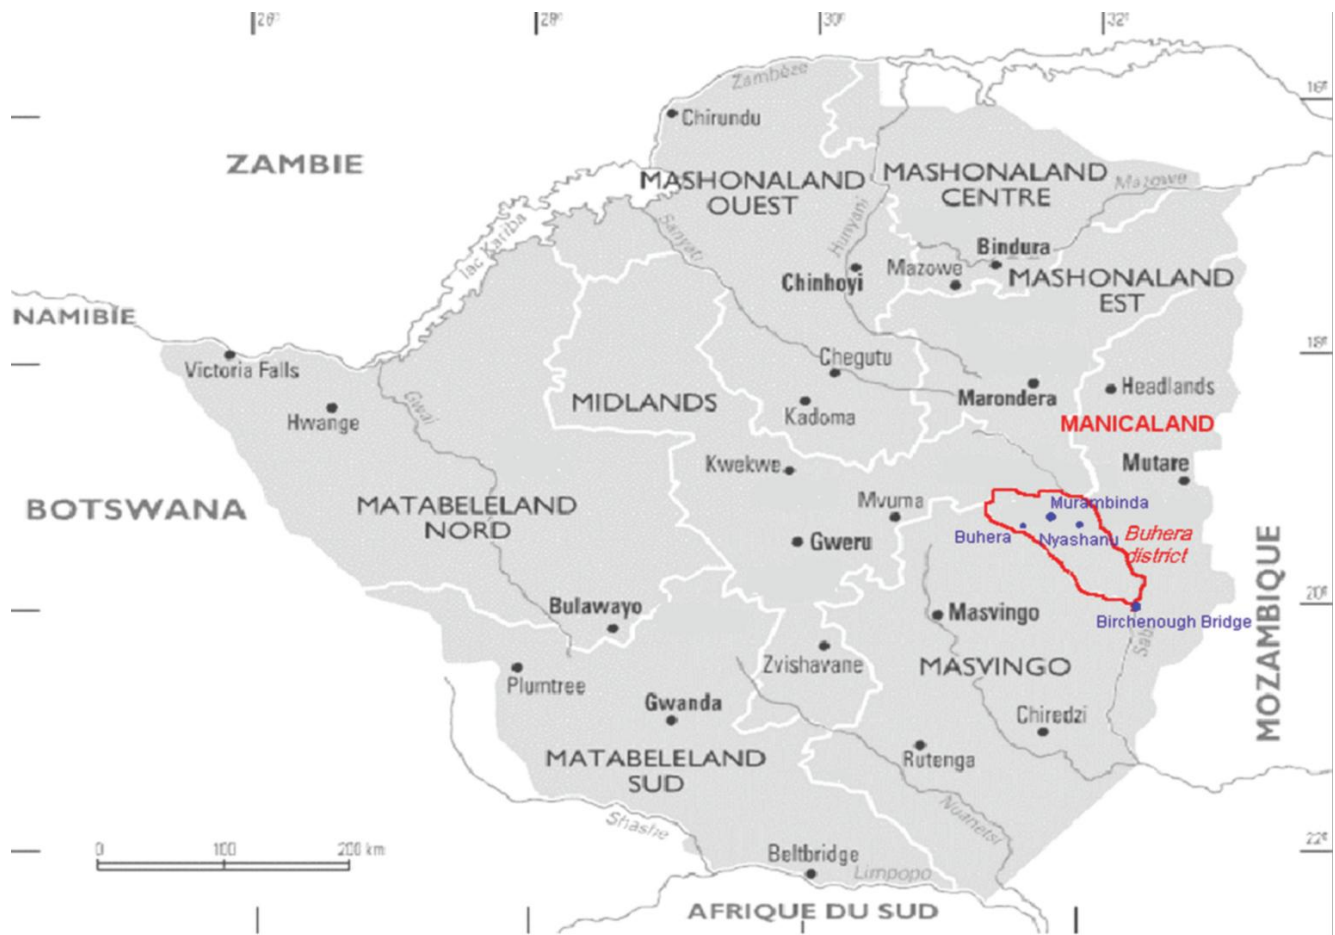 26°
28°
30°
32°
Zambèze
16°
Chirundu
ZAMBIE
MASHONALAND
OUEST
MASHONALAND
CENTRE
Mazowe
lac Kariba
Sanyati
Hunyani
Bindura
Mazowe
Chinhoyi
MASHONALAND
EST
NAMIBIE
Victoria Falls
18°
Chegutu
Headlands
Marondera
Hwange
Gwai
MIDLANDS
Kadoma
MANICALAND
Kwekwe
Mutare
BOTSWANA
MATABELELAND
NORD
Mvuma
Murambinda
Buhera
Nyashanu
Buhera
district
Gweru
MOZAMBIQUE
20°
Bulawayo
Masvingo
Birchenough Bridge
Sab
Zvishavane
MASVINGO
Plumtree
Gwanda
Chiredzi
MATABELELAND
SUD
Rutenga
Nuanetsi
Shashe
0 100 200 km
22°
Beltbridge
Limpopo
AFRIQUE DU SUD